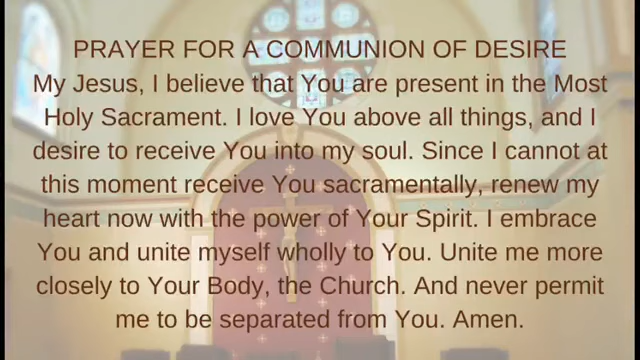 PRAYER FOR A COMMUNION OF DESIRE
My Jesus, I believe that You are present in the Most
Holy Sacrament. I love You above all things, and I
desire to receive You into my soul. Since I cannot at
this moment receive You sacramentally, renew my
heart now with the power of Your Spirit. I embrace
You and unite myself wholly to You. Unite me more
closely to Your Body, the Church. And never permit
me to be separated from You. Amen.